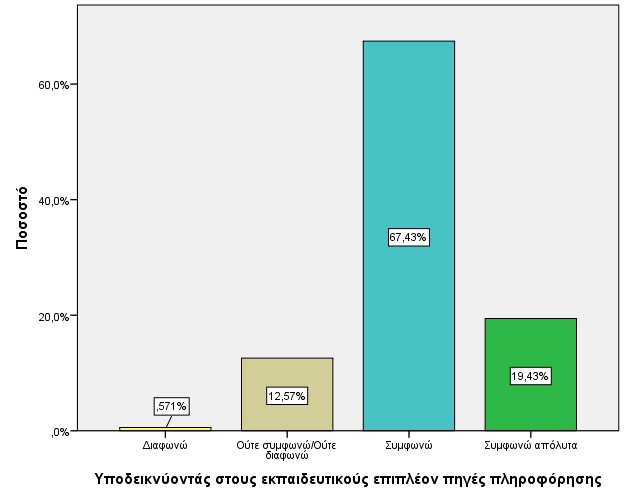 Ποσοστό
60,0%
40,0%
20,0%
,0%
,571%
12,57%
67,43%
19,43%
Διαφωνώ
Ούτε συμφωνώ/Ούτε
διαφωνώ
Συμφωνώ
Συμφωνώ απόλυτα
Υποδεικνύοντάς στους εκπαιδευτικούς επιπλέον πηγές πληροφόρησης